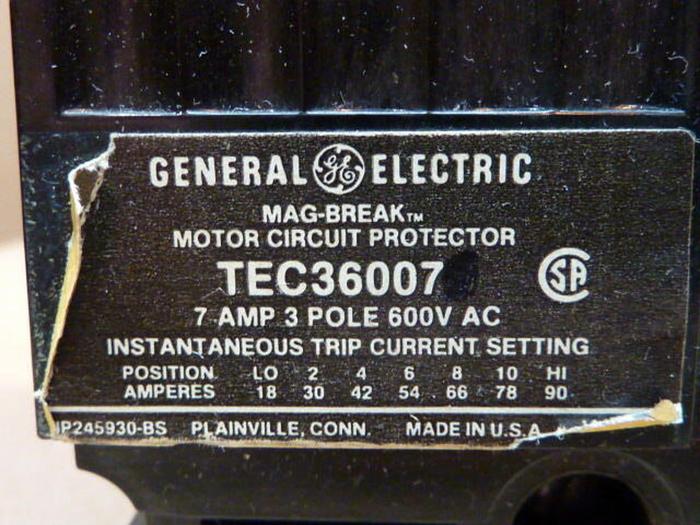 GENERAL GE ELECTRIC
MAG-BREAK™
MOTOR CIRCUIT PROTECTOR
TEC36007 CSA
7 AMP 3 POLE 600V AC
INSTANTANEOUS TRIP CURRENT SETTING
POSITION LO 2 4 6 8 10 HI
AMPERES 18 30 42 54 66 78 90
IP245930-BS PLAINVILLE, CONN. MADE IN U.S.A.